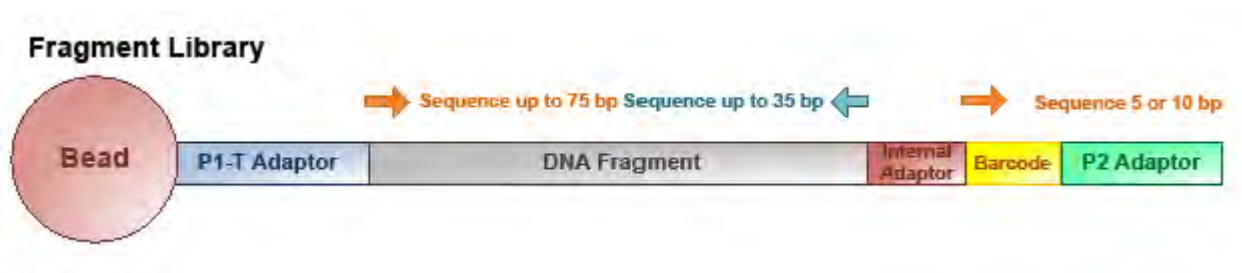 Fragment Library
Sequence up to 75 bp Sequence up to 35 bp
Sequence 5 or 10 bp
Bead
P1-T Adaptor
DNA Fragment
Internal
Adaptor
Barcode
P2 Adaptor